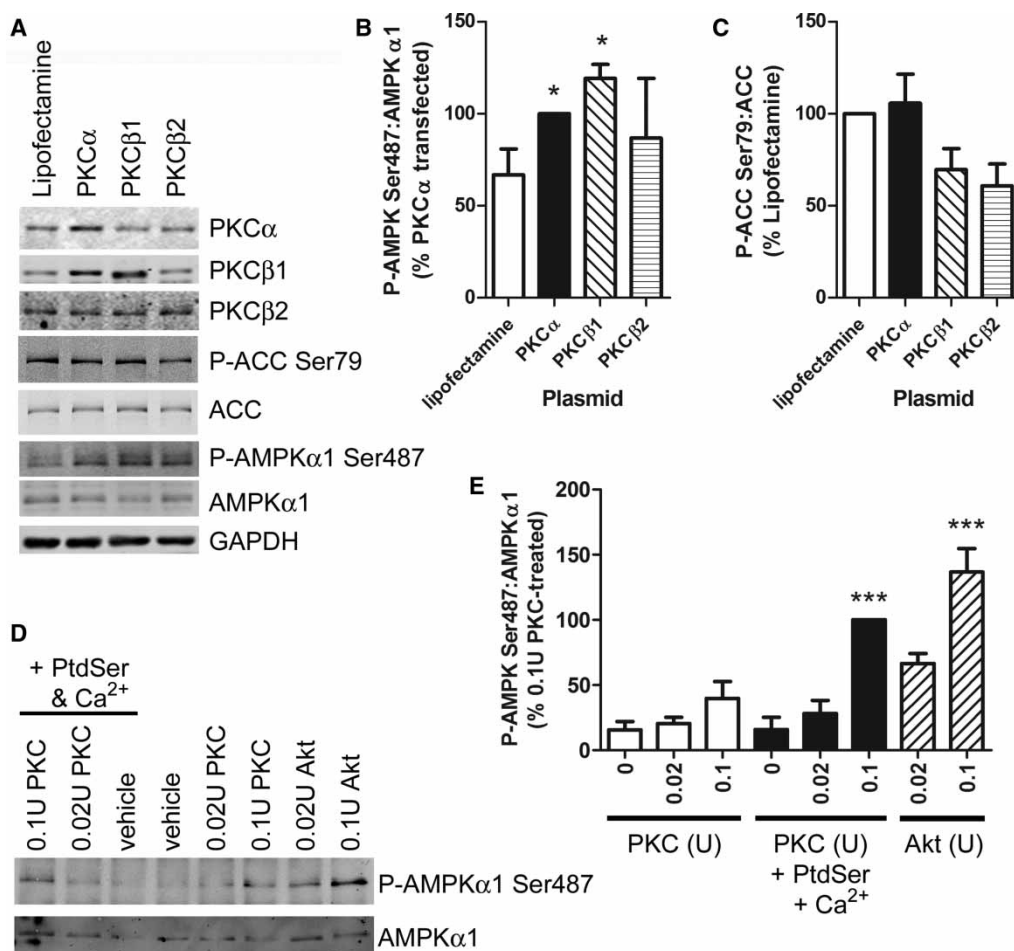 A
Lipofectamine
PKCα
PKCβ1
PKCβ2
PKCα
PKCβ1
PKCβ2
P-ACC Ser79
ACC
P-AMPKα1 Ser487
AMPKα1
GAPDH
B
P-AMPK Ser487:AMPK α1
(% PKCα transfected)
150
100
50
0
*
*
lipofectamine
PKCα
PKCβ1
PKCβ2
Plasmid
C
P-ACC Ser79:ACC
(% Lipofectamine)
150
100
50
0
lipofectamine
PKCα
PKCβ1
PKCβ2
Plasmid
D
+ PtdSer
& Ca2+
0.1U PKC
0.02U PKC
vehicle
vehicle
0.02U PKC
0.1U PKC
0.02U Akt
0.1U Akt
P-AMPKα1 Ser487
AMPKα1
E
P-AMPK Ser487:AMPKα1
(% 0.1U PKC-treated)
200
150
100
50
0
***
***
0
0.02
0.1
0
0.02
0.1
0.02
0.1
PKC (U)
PKC (U)
+ PtdSer
+ Ca2+
Akt (U)